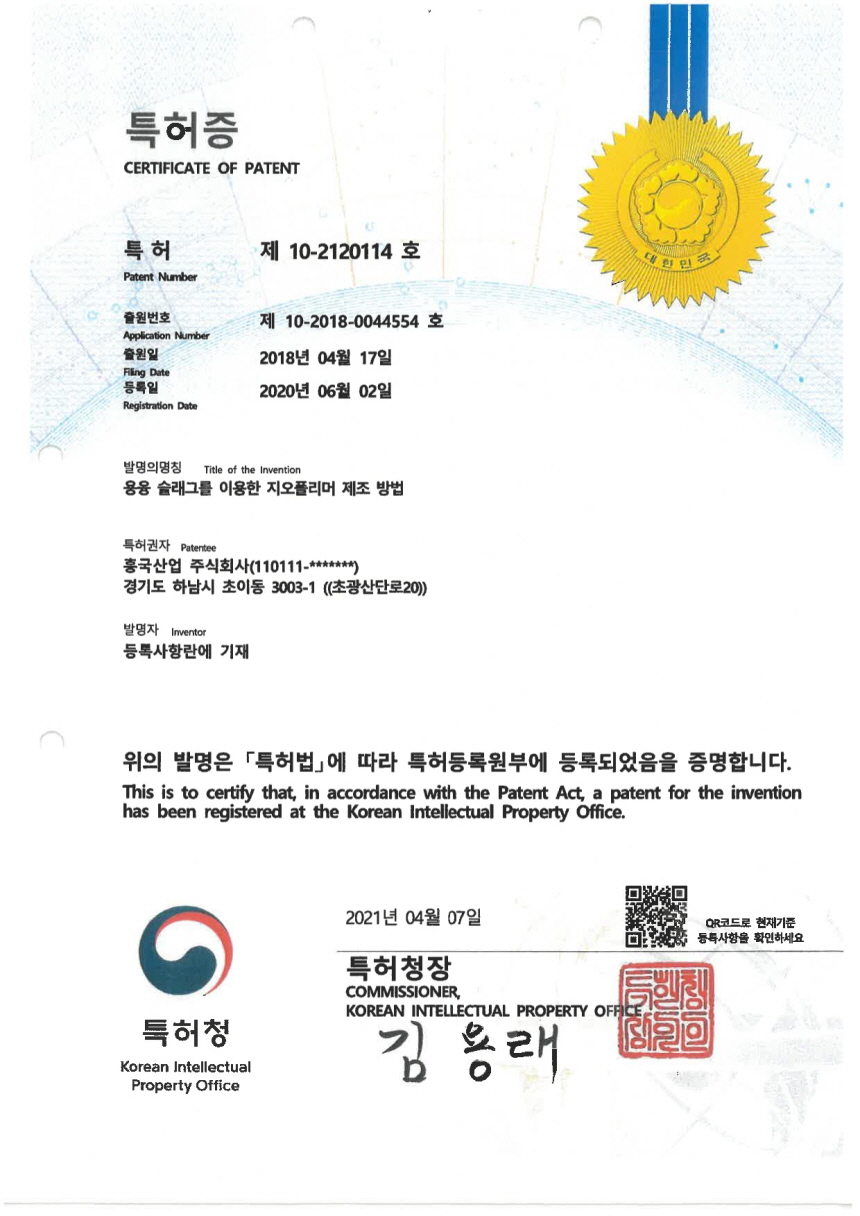 특허증
CERTIFICATE OF PATENT
대한민국
특허 제 10-2120114 호
Patent Number
출원번호 제 10-2018-0044554 호
Application Number
출원일 2018년 04월 17일
Filing Date
등록일 2020년 06월 02일
Registration Date
발명의명칭 Title of the Invention
용융 슬래그를 이용한 지오폴리머 제조 방법
특허권자 Patentee
흥국산업 주식회사(110111-*******)
경기도 하남시 초이동 3003-1 ((초광산단로20))
발명자 Inventor
등록사항란에 기재
위의 발명은 「특허법」에 따라 특허등록원부에 등록되었음을 증명합니다.
This is to certify that, in accordance with the Patent Act, a patent for the invention
has been registered at the Korean Intellectual Property Office.
2021년 04월 07일
QR코드로 현재기준
등록사항을 확인하세요
특허청장
COMMISSIONER,
KOREAN INTELLECTUAL PROPERTY OFFICE
김용래
특허청
Korean Intellectual
Property Office